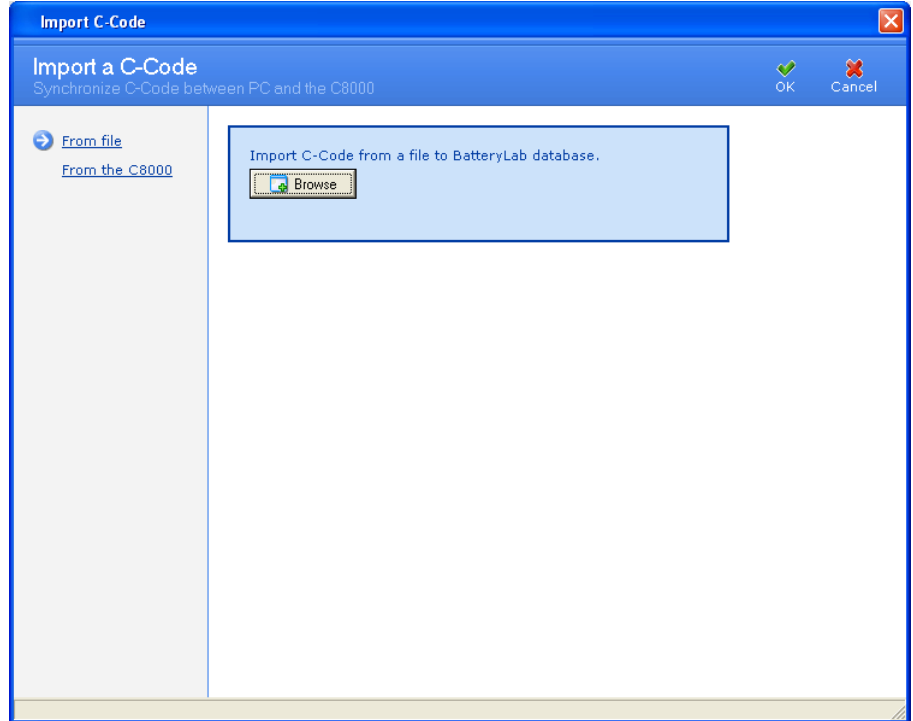 Import C-Code
Import a C-Code
Synchronize C-Code between PC and the C8000
OK
Cancel
From file
From the C8000
Import C-Code from a file to BatteryLab database.
Browse